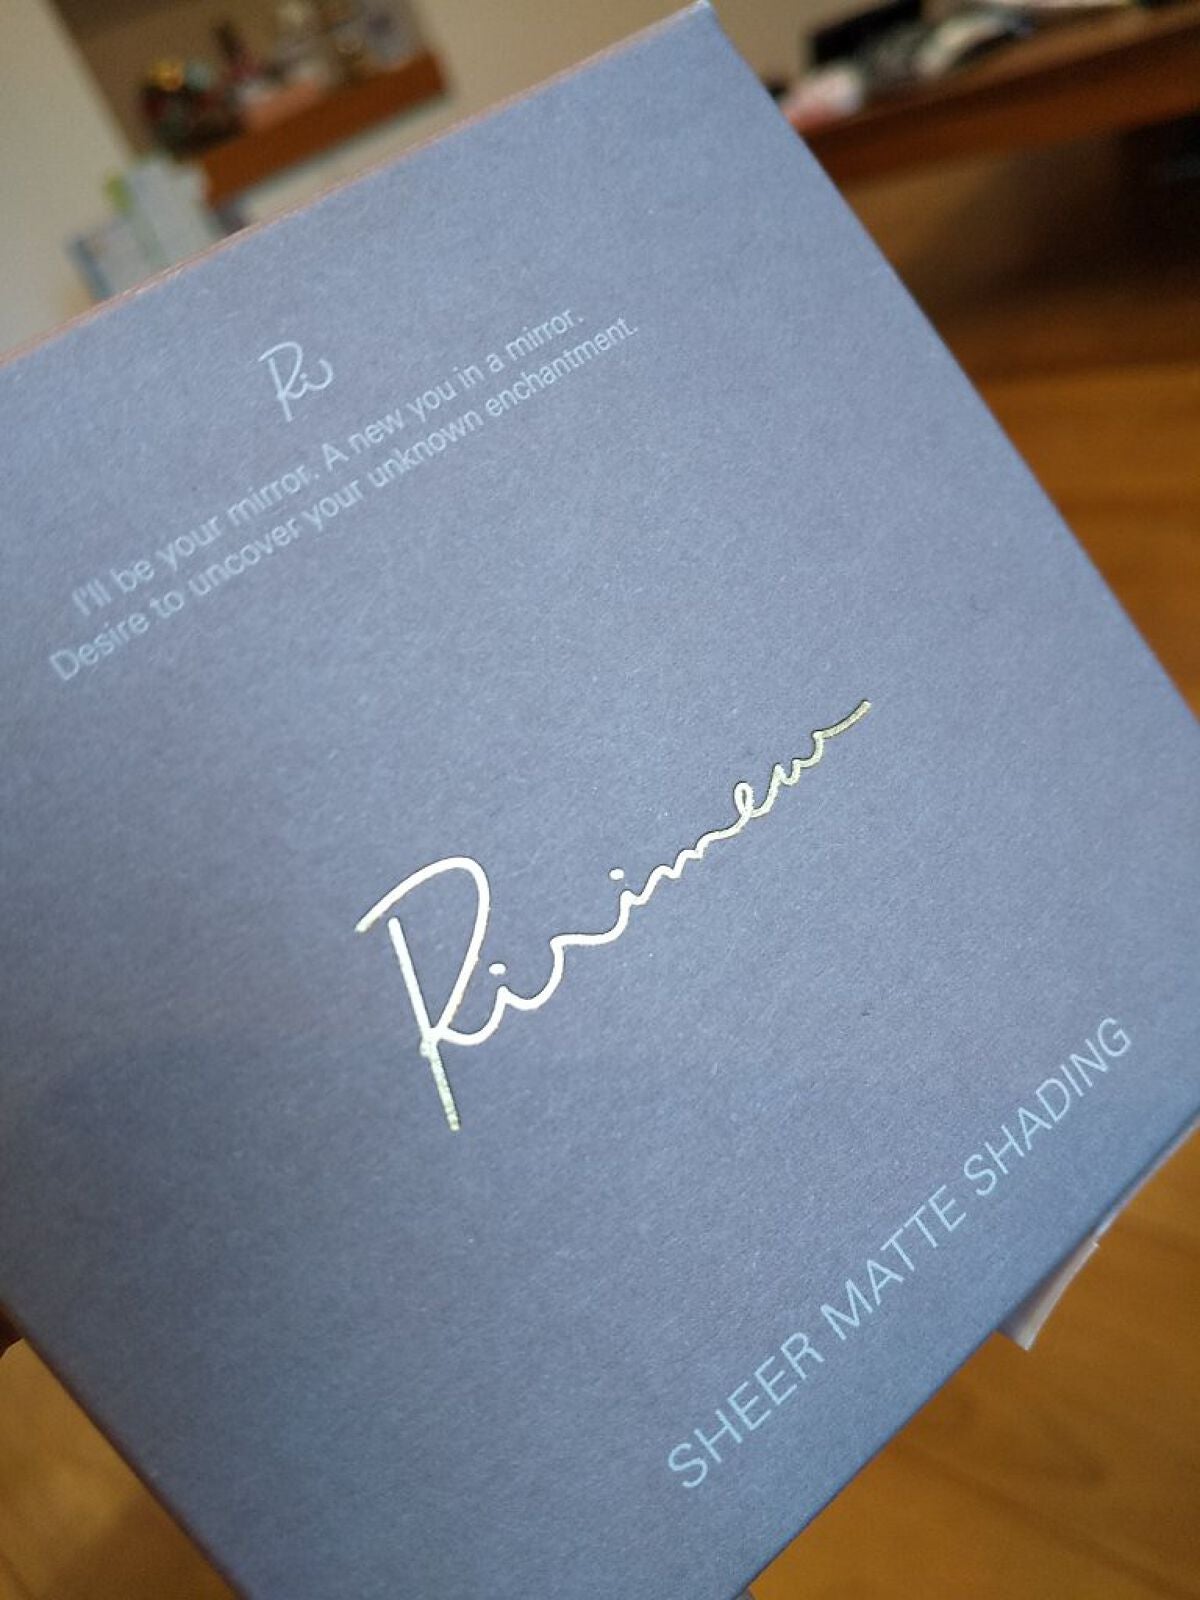 Ri
I'll be your mirror. A new you in a mirror.
Desire to uncover your unknown enchantment.
Ririmew
SHEER MATTE SHADING